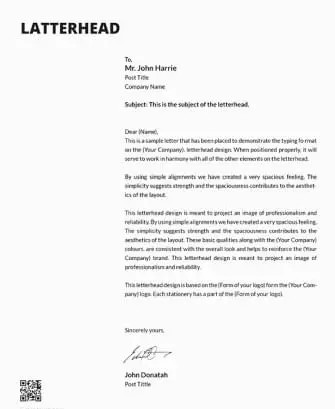 LATTERHEAD
To,
Mr. John Harrie
Post Title
Company Name
Subject: This is the subject of the letterhead.
Dear (Name),
This is a sample letter that has been placed to demonstrate the typing fo rmat
on the (Your Company). letterhead design. When positioned properly, it will
serve to work in harmony with all of the other elements on the letterhead.
By using simple alignments we have created a very spacious feeling. The
simplicity suggests strength and the spaciousness contributes to the aesthet-
ics of the layout.
This letterhead design is meant to project an image of professionalism and
reliability. By using simple alignments we have created a very spacious feeling.
The simplicity suggests strength and the spaciousness contributes to the
aesthetics of the layout. These basic qualities along with the (Your Company)
colours, are consistent with the overall look and helps to reinforce the (Your
Company) brand. This letterhead design is meant to project an image of
professionalism and reliability.
This letterhead design is based on the (Form of your logo) form the (Your Com-
pany) logo. Each stationery has a part of the (Form of your logo).
Sincerely yours,
John Donatah
Post Tittle